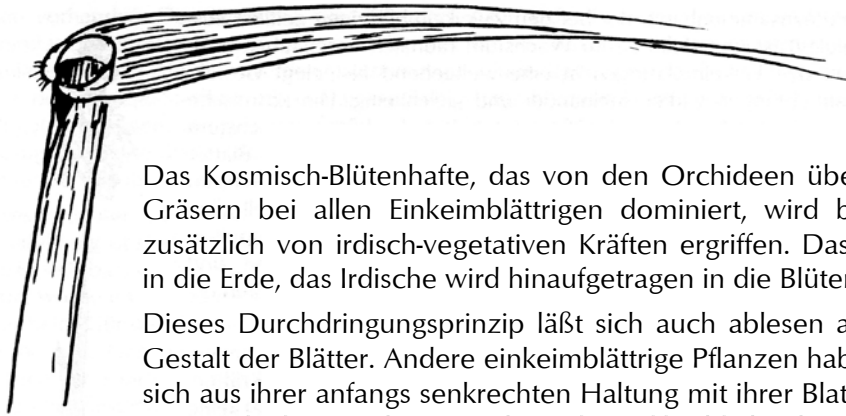 Das Kosmisch-Blütenhafte, das von den Orchideen übe
Gräsern bei allen Einkeimblättrigen dominiert, wird b
zusätzlich von irdisch-vegetativen Kräften ergriffen. Das
in die Erde, das Irdische wird hinaufgetragen in die Blüten
Dieses Durchdringungsprinzip läßt sich auch ablesen a
Gestalt der Blätter. Andere einkeimblättrige Pflanzen hab
sich aus ihrer anfangs senkrechten Haltung mit ihrer Blat